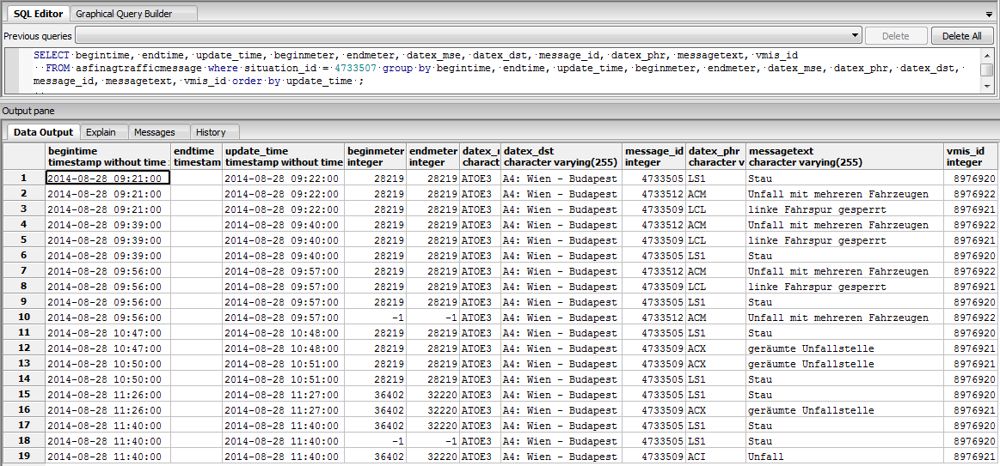 SQL Editor Graphical Query Builder
Previous queries Delete Delete All
SELECT begintime, endtime, update_time, beginmeter, endmeter, datex_mse, datex_dst, message_id, datex_phr, messagetext, vmis_id
FROM asfinagtrafficmessage where situation_id = 4733507 group by begintime, endtime, update_time, beginmeter, endmeter, datex_mse, datex_phr, datex_dst,
message_id, messagetext, vmis_id order by update_time ;
Output pane
Data Output Explain Messages History
begintime endtime update_time beginmeter endmeter datex_r datex_dst message_id datex_phr messagetext vmis_id
timestamp without time timestam timestamp without time integer integer charact character varying(255) integer character v character varying(255) integer
1 2014-08-28 09:21:00 2014-08-28 09:22:00 28219 28219 ATOE3 A4: Wien - Budapest 4733505 LS1 Stau 8976920
2 2014-08-28 09:21:00 2014-08-28 09:22:00 28219 28219 ATOE3 A4: Wien - Budapest 4733512 ACM Unfall mit mehreren Fahrzeugen 8976922
3 2014-08-28 09:21:00 2014-08-28 09:22:00 28219 28219 ATOE3 A4: Wien - Budapest 4733509 LCL linke Fahrspur gesperrt 8976921
4 2014-08-28 09:39:00 2014-08-28 09:40:00 28219 28219 ATOE3 A4: Wien - Budapest 4733512 ACM Unfall mit mehreren Fahrzeugen 8976922
5 2014-08-28 09:39:00 2014-08-28 09:40:00 28219 28219 ATOE3 A4: Wien - Budapest 4733509 LCL linke Fahrspur gesperrt 8976921
6 2014-08-28 09:39:00 2014-08-28 09:40:00 28219 28219 ATOE3 A4: Wien - Budapest 4733505 LS1 Stau 8976920
7 2014-08-28 09:56:00 2014-08-28 09:57:00 28219 28219 ATOE3 A4: Wien - Budapest 4733512 ACM Unfall mit mehreren Fahrzeugen 8976922
8 2014-08-28 09:56:00 2014-08-28 09:57:00 28219 28219 ATOE3 A4: Wien - Budapest 4733509 LCL linke Fahrspur gesperrt 8976921
9 2014-08-28 09:56:00 2014-08-28 09:57:00 28219 28219 ATOE3 A4: Wien - Budapest 4733505 LS1 Stau 8976920
10 2014-08-28 09:56:00 2014-08-28 09:57:00 -1 -1 ATOE3 A4: Wien - Budapest 4733512 ACM Unfall mit mehreren Fahrzeugen 8976922
11 2014-08-28 10:47:00 2014-08-28 10:48:00 28219 28219 ATOE3 A4: Wien - Budapest 4733505 LS1 Stau 8976920
12 2014-08-28 10:47:00 2014-08-28 10:48:00 28219 28219 ATOE3 A4: Wien - Budapest 4733509 ACX geräumte Unfallstelle 8976921
13 2014-08-28 10:50:00 2014-08-28 10:51:00 28219 28219 ATOE3 A4: Wien - Budapest 4733509 ACX geräumte Unfallstelle 8976921
14 2014-08-28 10:50:00 2014-08-28 10:51:00 28219 28219 ATOE3 A4: Wien - Budapest 4733505 LS1 Stau 8976920
15 2014-08-28 11:26:00 2014-08-28 11:27:00 36402 32220 ATOE3 A4: Wien - Budapest 4733505 LS1 Stau 8976920
16 2014-08-28 11:26:00 2014-08-28 11:27:00 36402 32220 ATOE3 A4: Wien - Budapest 4733509 ACX geräumte Unfallstelle 8976921
17 2014-08-28 11:40:00 2014-08-28 11:40:00 36402 32220 ATOE3 A4: Wien - Budapest 4733505 LS1 Stau 8976920
18 2014-08-28 11:40:00 2014-08-28 11:40:00 -1 -1 ATOE3 A4: Wien - Budapest 4733505 LS1 Stau 8976920
19 2014-08-28 11:40:00 2014-08-28 11:40:00 36402 32220 ATOE3 A4: Wien - Budapest 4733509 ACI Unfall 8976921